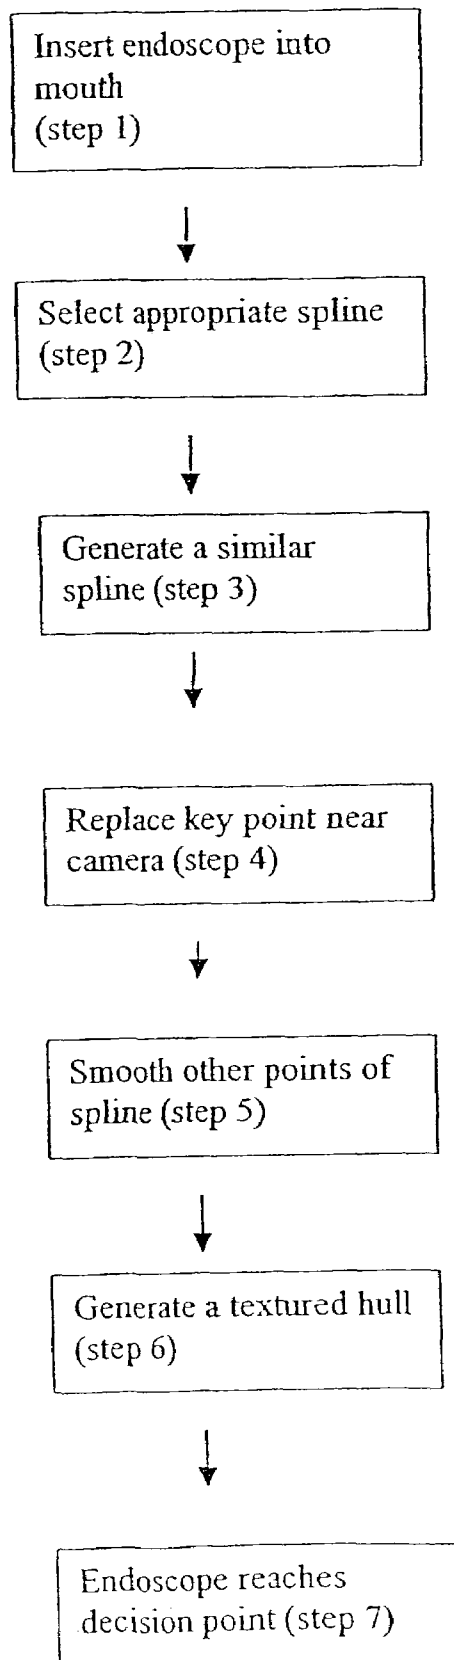 Insert endoscope into
mouth
(step 1)
Select appropriate spline
(step 2)
Generate a similar
spline (step 3)
Replace key point near
camera (step 4)
Smooth other points of
spline (step 5)
Generate a textured hull
(step 6)
Endoscope reaches
decision point (step 7)